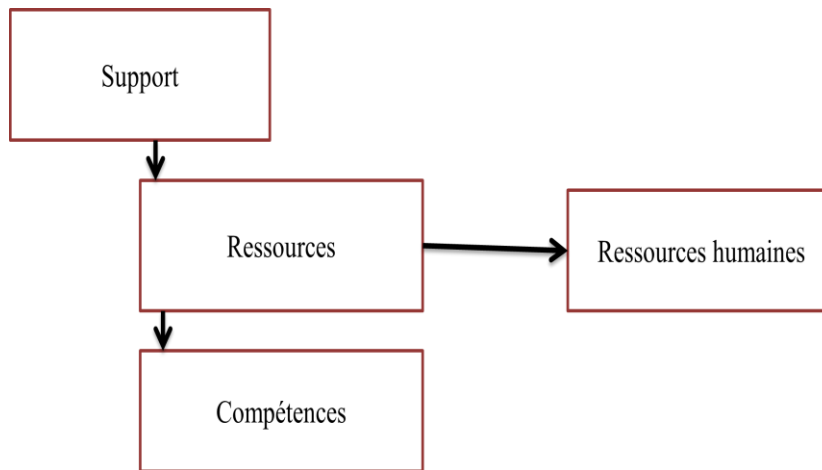 Support
Ressources
Ressources humaines
Compétences